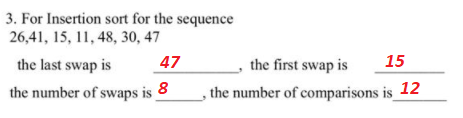 3. For Insertion sort for the sequence
26,41, 15, 11, 48, 30, 47
the last swap is 47, the first swap is 15
the number of swaps is 8, the number of comparisons is 12